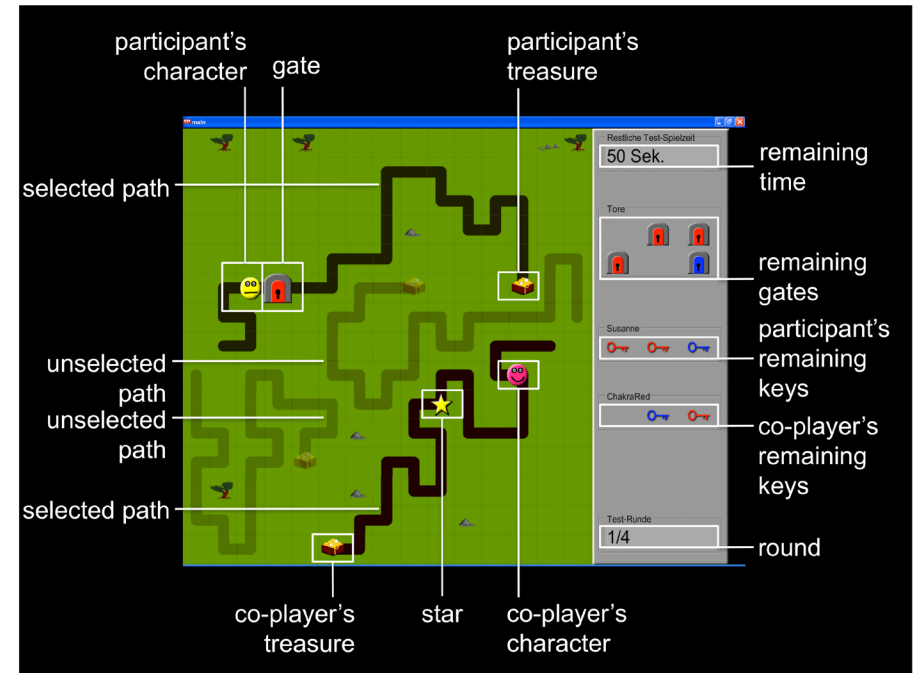 participant's
character
gate
participant's
treasure
main
selected path
Restliche Test-Spielzeit
50 Sek.
remaining
time
Tore
remaining
gates
Susanne
participant's
remaining
keys
unselected
path
unselected
path
ChakraRed
co-player's
remaining
keys
selected path
Test-Runde
1/4
round
co-player's
treasure
star
co-player's
character